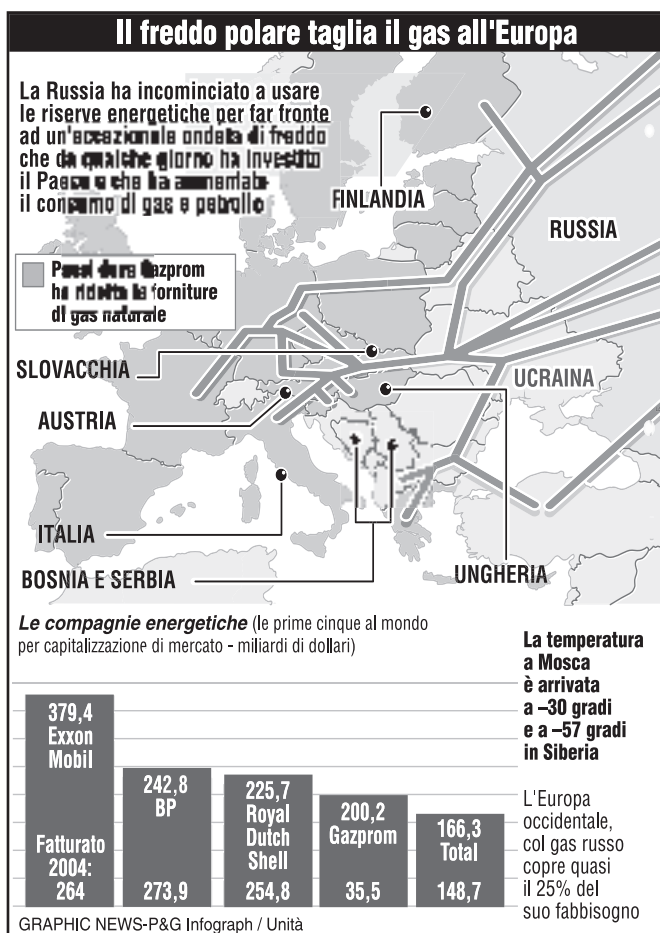 Il freddo polare taglia il gas all'Europa
La Russia ha incominciato a usare
le riserve energetiche per far fronte
ad un'eccezionale ondata di freddo
che da qualche giorno ha investito
il Paese e che ha aumentato
il consumo di gas e petrolio
FINLANDIA
RUSSIA
Paesi dove Gazprom
ha ridotto le forniture
di gas naturale
SLOVACCHIA
UCRAINA
AUSTRIA
ITALIA
BOSNIA E SERBIA
UNGHERIA
Le compagnie energetiche (le prime cinque al mondo
per capitalizzazione di mercato - miliardi di dollari)
379,4
Exxon
Mobil
Fatturato
2004:
264
242,8
BP
273,9
225,7
Royal
Dutch
Shell
254,8
200,2
Gazprom
35,5
166,3
Total
148,7
La temperatura
a Mosca
è arrivata
a –30 gradi
e a –57 gradi
in Siberia
L'Europa
occidentale,
col gas russo
copre quasi
il 25% del
suo fabbisogno
GRAPHIC NEWS-P&G Infograph / Unità